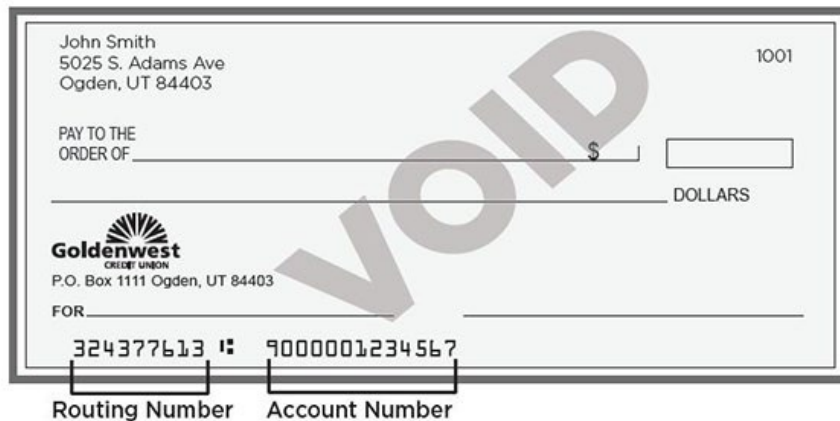 John Smith
5025 S. Adams Ave
Ogden, UT 84403
1001
VOID
PAY TO THE
ORDER OF
$
DOLLARS
Goldenwest
CREDIT UNION
P.O. Box 1111 Ogden, UT 84403
FOR
324377613 ⑆ 9000001234567
Routing Number Account Number